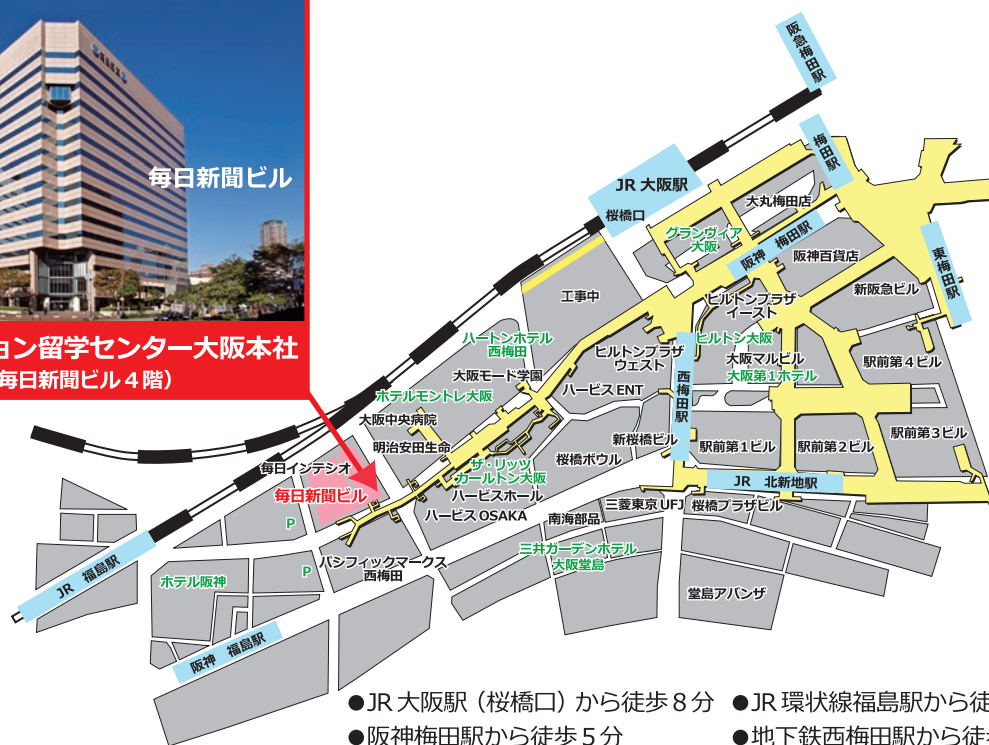 毎日新聞ビル
ョン留学センター大阪本社
毎日新聞ビル４階）
阪急梅田駅
梅田駅
JR 大阪駅
桜橋口
大丸梅田店
グランヴィア
大阪
阪神 梅田駅
阪神百貨店
東梅田駅
新阪急ビル
工事中
ヒルトンプラザ
イースト
ヒルトン大阪
ハートンホテル
西梅田
ヒルトンプラザ
ウェスト
大阪マルビル
大阪第１ホテル
駅前第４ビル
大阪モード学園
ハービス ENT
西梅田駅
ホテルモントレ大阪
大阪中央病院
明治安田生命
新桜橋ビル
駅前第１ビル
駅前第２ビル
駅前第３ビル
毎日インテシオ
ザ・リッツ
カールトン大阪
桜橋ボウル
JR 北新地駅
毎日新聞ビル
ハービスホール
ハービス OSAKA
三菱東京 UFJ
桜橋プラザビル
南海部品
P
三井ガーデンホテル
大阪堂島
パシフィックマークス
西梅田
P
JR 福島駅
ホテル阪神
堂島アバンザ
阪神 福島駅
●JR 大阪駅（桜橋口）から徒歩８分
●JR 環状線福島駅から徒
●阪神梅田駅から徒歩５分
●地下鉄西梅田駅から徒歩